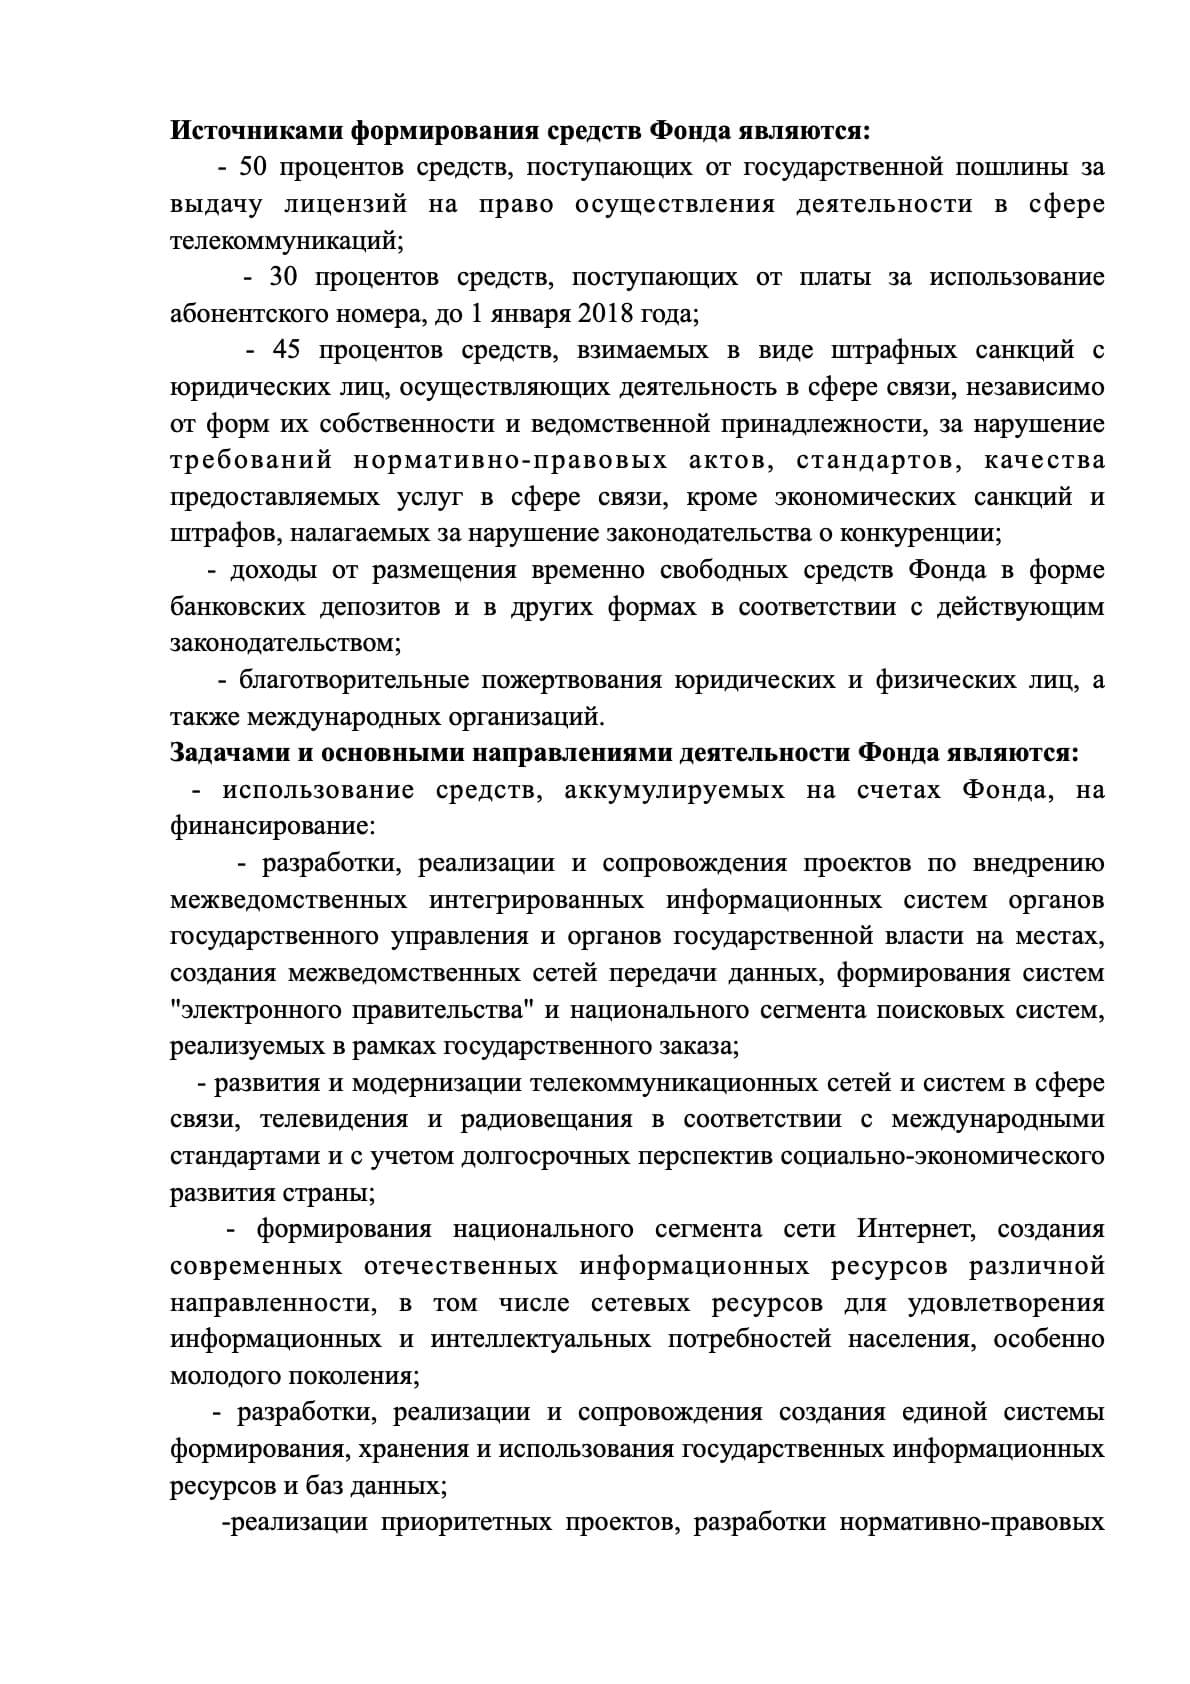 Источниками формирования средств Фонда являются:
- 50 процентов средств, поступающих от государственной пошлины за
выдачу лицензий на право осуществления деятельности в сфере
телекоммуникаций;
- 30 процентов средств, поступающих от платы за использование
абонентского номера, до 1 января 2018 года;
- 45 процентов средств, взимаемых в виде штрафных санкций с
юридических лиц, осуществляющих деятельность в сфере связи, независимо
от форм их собственности и ведомственной принадлежности, за нарушение
требований нормативно-правовых актов, стандартов, качества
предоставляемых услуг в сфере связи, кроме экономических санкций и
штрафов, налагаемых за нарушение законодательства о конкуренции;
- доходы от размещения временно свободных средств Фонда в форме
банковских депозитов и в других формах в соответствии с действующим
законодательством;
- благотворительные пожертвования юридических и физических лиц, а
также международных организаций.
Задачами и основными направлениями деятельности Фонда являются:
- использование средств, аккумулируемых на счетах Фонда, на
финансирование:
- разработки, реализации и сопровождения проектов по внедрению
межведомственных интегрированных информационных систем органов
государственного управления и органов государственной власти на местах,
создания межведомственных сетей передачи данных, формирования систем
"электронного правительства" и национального сегмента поисковых систем,
реализуемых в рамках государственного заказа;
- развития и модернизации телекоммуникационных сетей и систем в сфере
связи, телевидения и радиовещания в соответствии с международными
стандартами и с учетом долгосрочных перспектив социально-экономического
развития страны;
- формирования национального сегмента сети Интернет, создания
современных отечественных информационных ресурсов различной
направленности, в том числе сетевых ресурсов для удовлетворения
информационных и интеллектуальных потребностей населения, особенно
молодого поколения;
- разработки, реализации и сопровождения создания единой системы
формирования, хранения и использования государственных информационных
ресурсов и баз данных;
-реализации приоритетных проектов, разработки нормативно-правовых